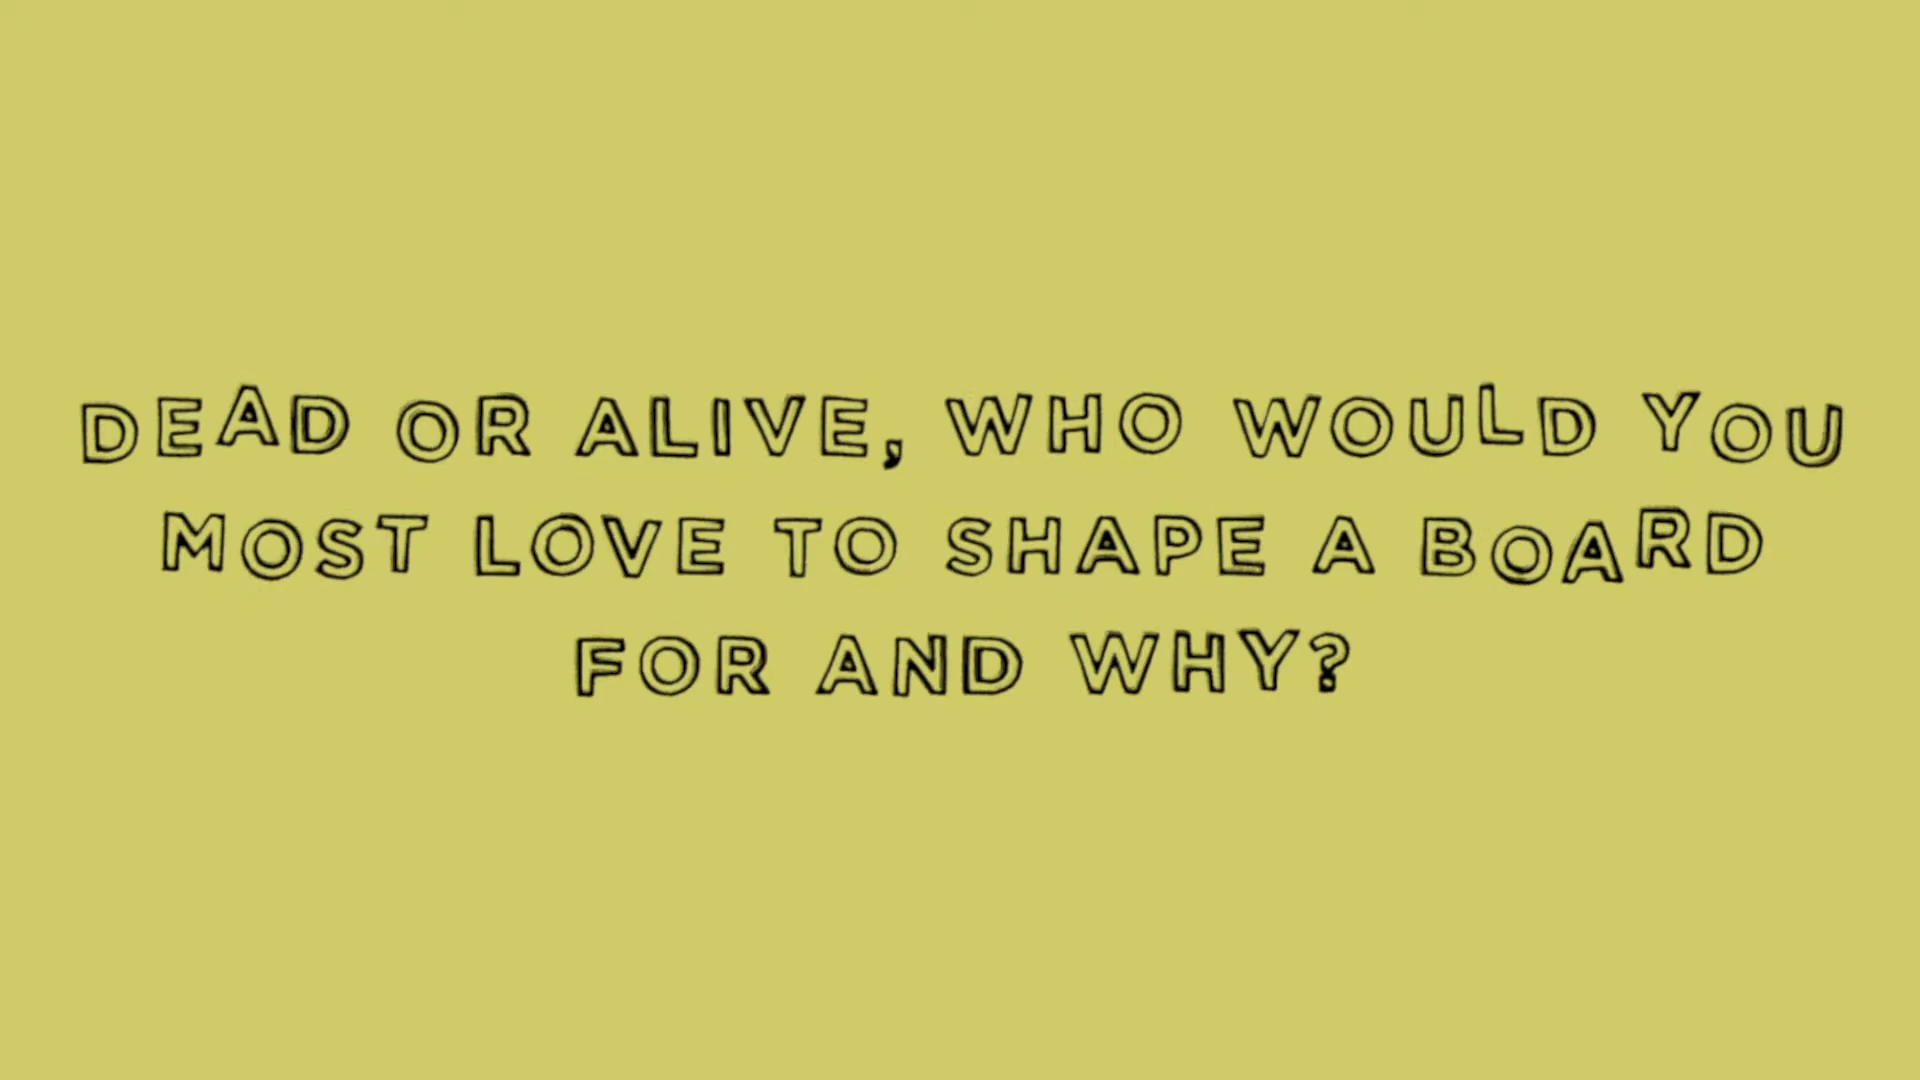 DEAD OR ALIVE, WHO WOULD YOU
MOST LOVE TO SHAPE A BOARD
FOR AND WHY?